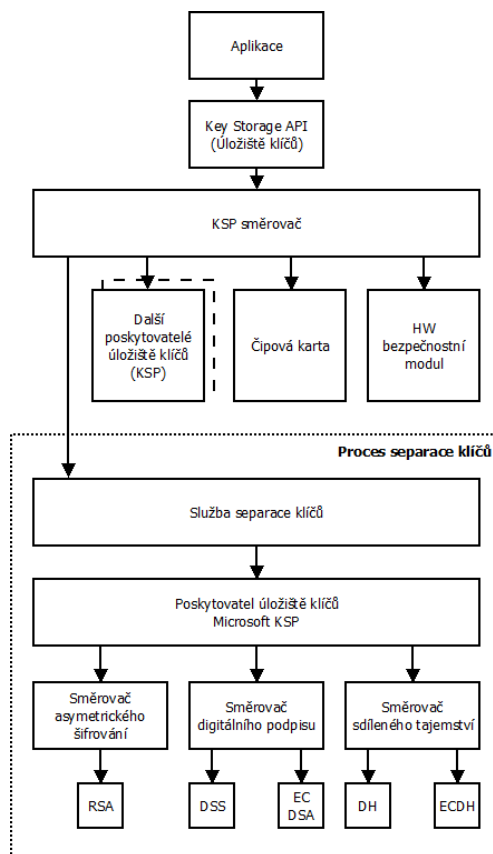 Aplikace
Key Storage API
(Úložiště klíčů)
KSP směrovač
Další
poskytovatelé
úložiště klíčů
(KSP)
Čipová karta
HW
bezpečnostní
modul
Proces separace klíčů
Služba separace klíčů
Poskytovatel úložiště klíčů
Microsoft KSP
Směrovač
asymetrického
šifrování
Směrovač
digitálního podpisu
Směrovač
sdíleného tajemství
RSA
DSS
EC
DSA
DH
ECDH